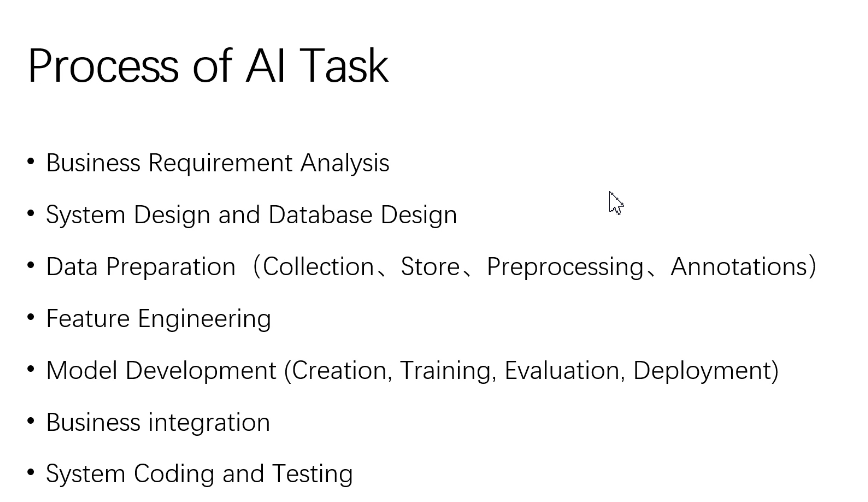 Process of AI Task
• Business Requirement Analysis
• System Design and Database Design
• Data Preparation（Collection、Store、Preprocessing、Annotations）
• Feature Engineering
• Model Development (Creation, Training, Evaluation, Deployment)
• Business integration
• System Coding and Testing